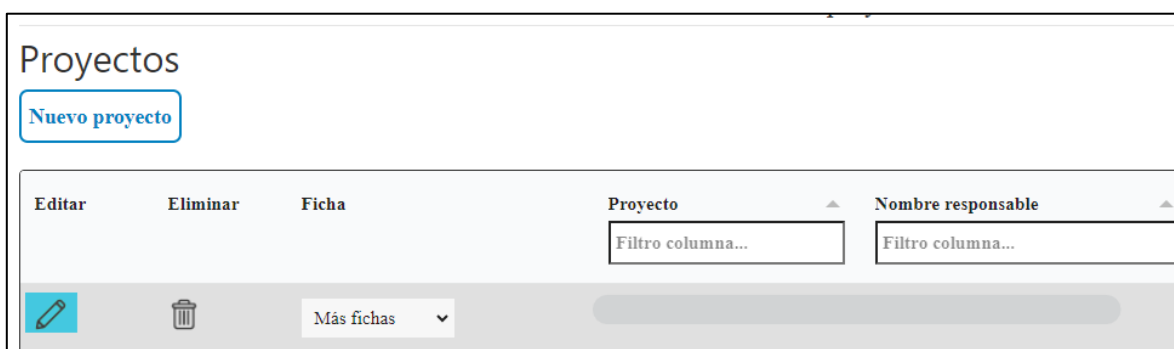 Proyectos
Nuevo proyecto
Editar Eliminar Ficha Proyecto Nombre responsable
Filtro columna... Filtro columna...
Más fichas